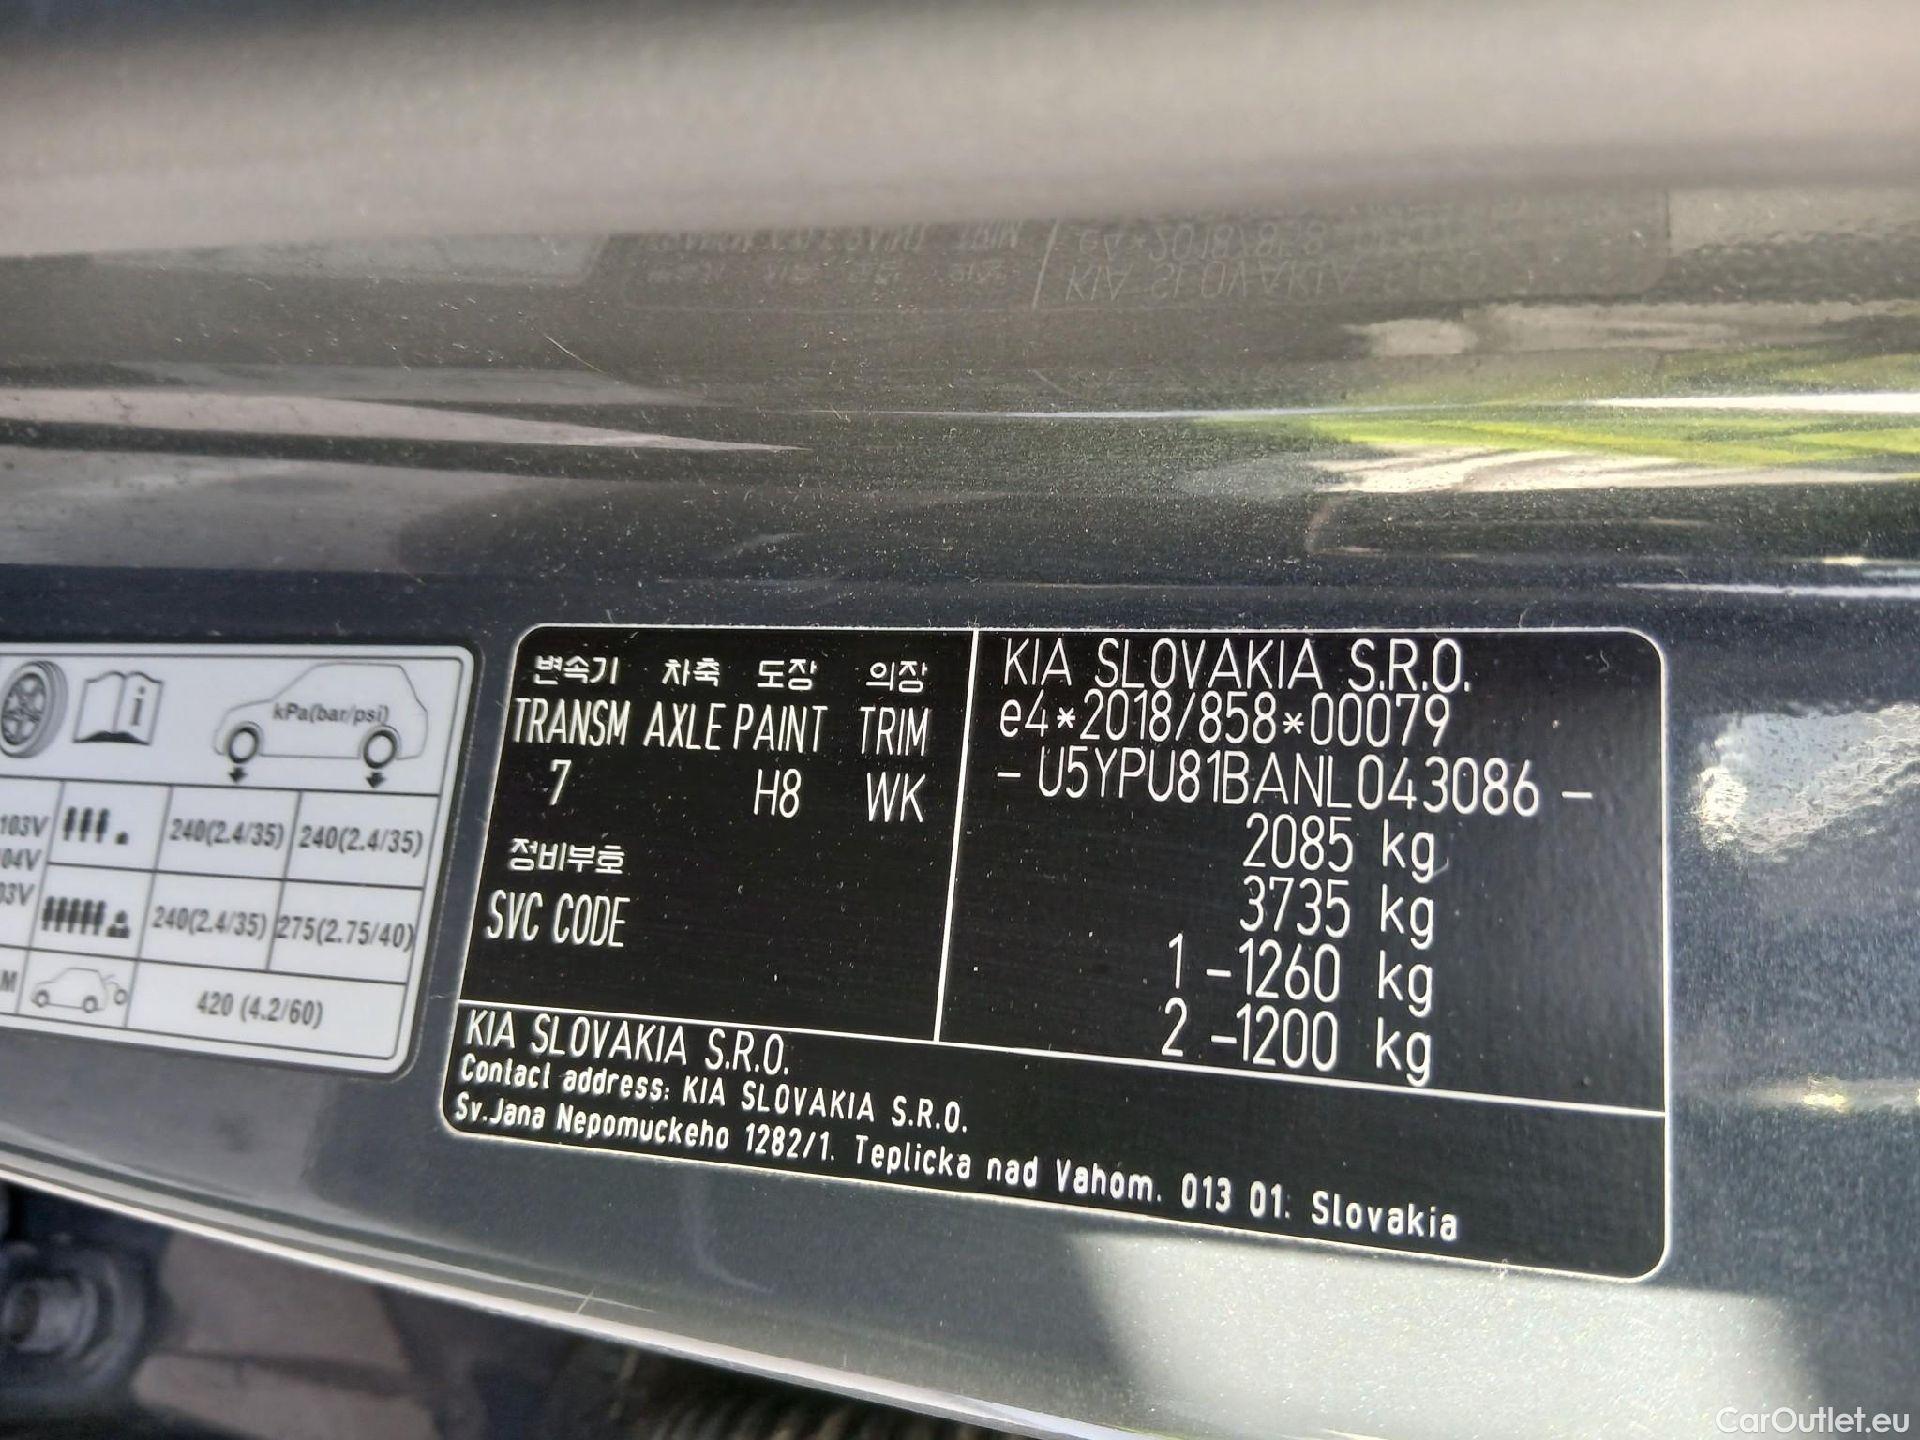 kPa(bar/psi)
103V
04V
03V
240(2.4/35) 240(2.4/35)
240(2.4/35) 275(2.75/40)
M
420 (4.2/60)
변속기 차축 도장 의장
TRANSM AXLE PAINT TRIM
7 H8 WK
정비부호
SVC CODE
KIA SLOVAKIA S.R.O.
e4*2018/858*00079
- U5YPU81BANL043086 -
2085 kg
3735 kg
1 -1260 kg
2 -1200 kg
KIA SLOVAKIA S.R.O.
Contact address: KIA SLOVAKIA S.R.O.
Sv.Jana Nepomuckeho 1282/1. Teplicka nad Vahom. 013 01. Slovakia
CarOutlet.eu